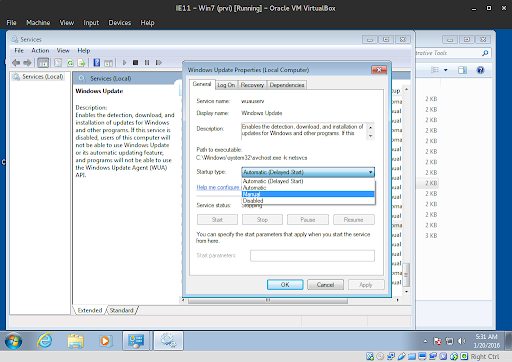 IE11 - Win7 (prvi) [Running] - Oracle VM VirtualBox
File Machine View Input Devices Help
Services
File Action View Help
Services (Local)
Services (Local)
Windows Update
Description:
Enables the detection, download, and
installation of updates for Windows
and other programs. If this service is
disabled, users of this computer will
not be able to use Windows Update
or its automatic updating feature,
and programs will not be able to use
the Windows Update Agent (WUA)
API.
Extended Standard
Windows Update Properties (Local Computer)
General Log On Recovery Dependencies
Service name: wuauserv
Display name: Windows Update
Description: Enables the detection, download, and installation of
updates for Windows and other programs. If this
Path to executable:
C:\Windows\system32\svchost.exe -k netsvcs
Startup type: Automatic (Delayed Start)
Automatic (Delayed Start)
Automatic
Manual
Disabled
Help me configure
Service status: Stopping
Start Stop Pause Resume
You can specify the start parameters that apply when you start the service
from here.
Start parameters:
OK Cancel Apply
2 KB
2 KB
2 KB
2 KB
2 KB
2 KB
2 KB
2 KB
2 KB
2 KB
2 KB
3 KB
5:31 AM
1/20/2016
Right Ctrl